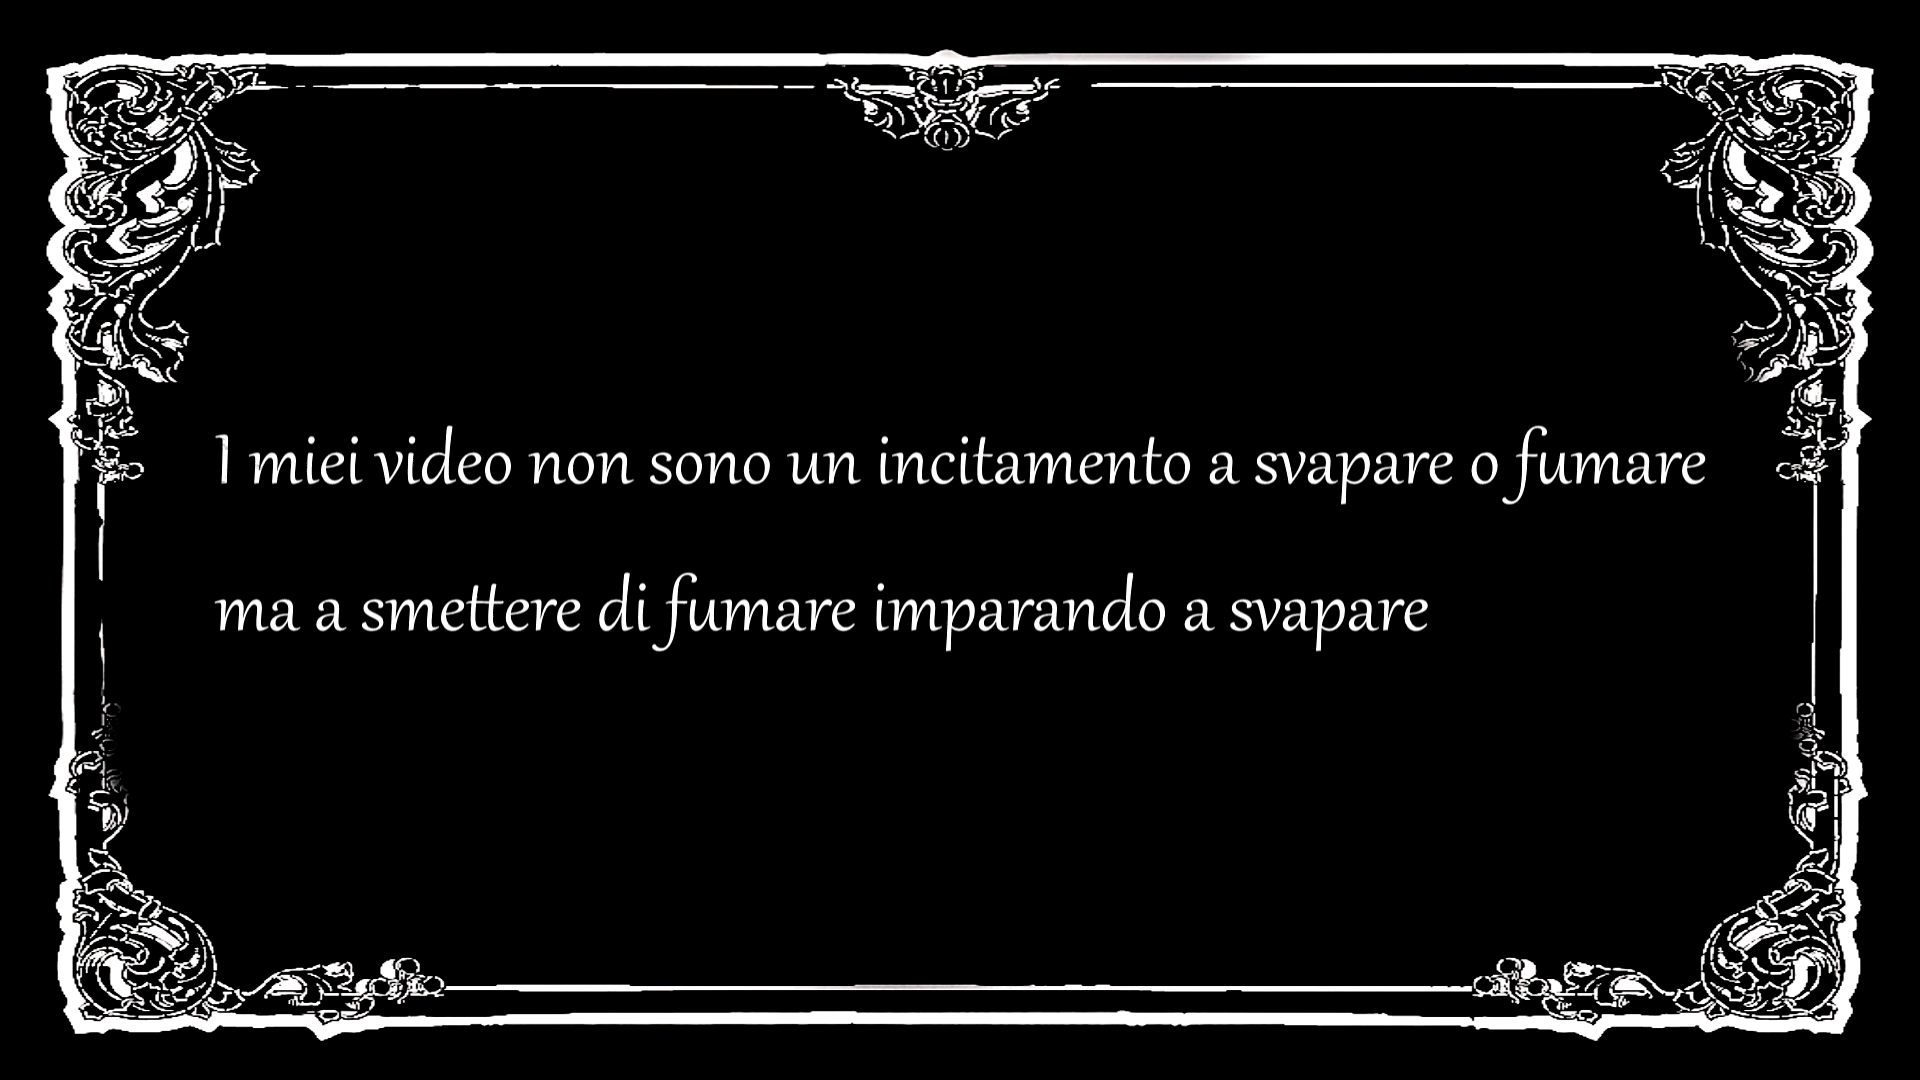 I miei video non sono un incitamento a svapare o fumare
ma a smettere di fumare imparando a svapare